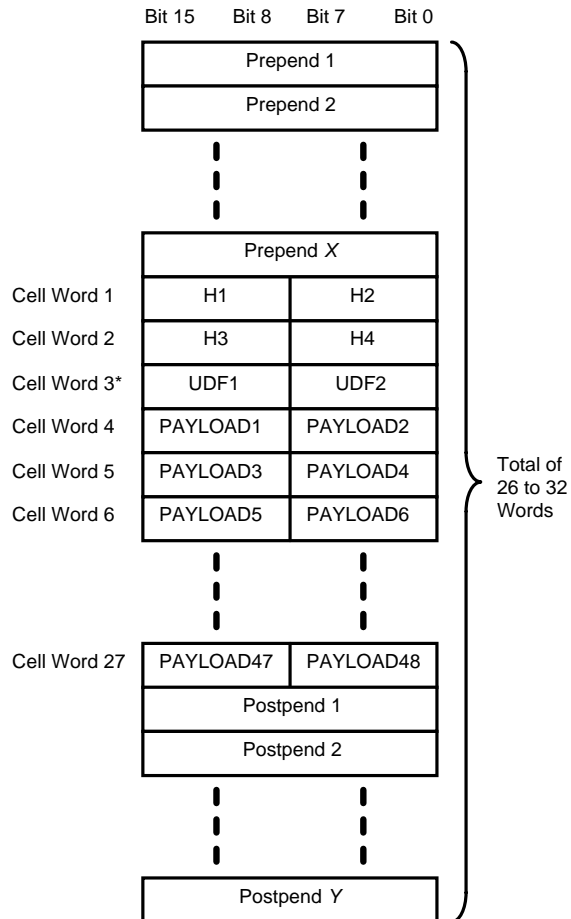 Bit 15 Bit 8 Bit 7 Bit 0
Prepend 1
Prepend 2
Prepend X
Cell Word 1 H1 H2
Cell Word 2 H3 H4
Cell Word 3* UDF1 UDF2
Cell Word 4 PAYLOAD1 PAYLOAD2
Cell Word 5 PAYLOAD3 PAYLOAD4
Cell Word 6 PAYLOAD5 PAYLOAD6
Total of
26 to 32
Words
Cell Word 27 PAYLOAD47 PAYLOAD48
Postpend 1
Postpend 2
Postpend Y